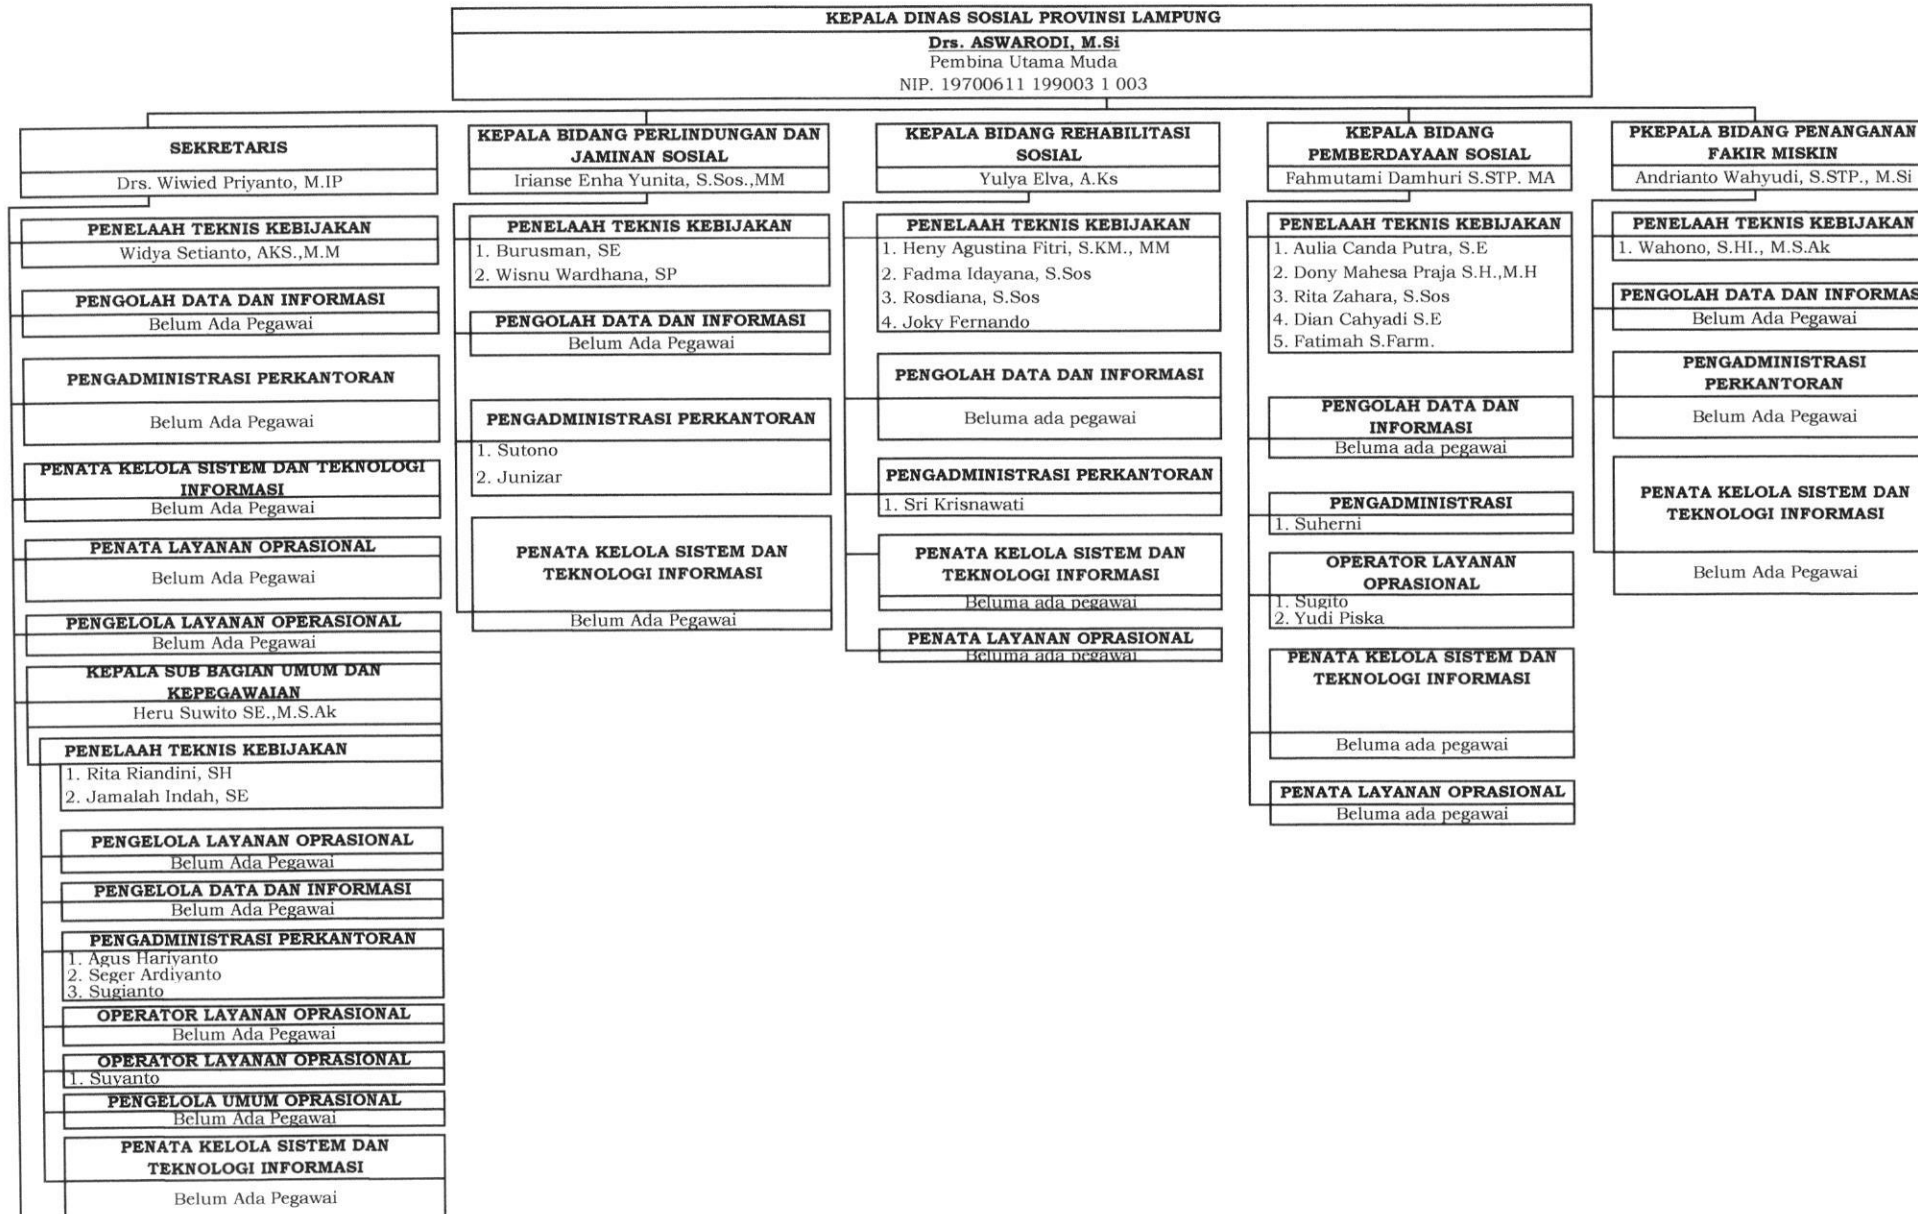 KEPALA DINAS SOSIAL PROVINSI LAMPUNG
Drs. ASWARODI, M.Si
Pembina Utama Muda
NIP. 19700611 199003 1 003
SEKRETARIS
Drs. Wiwied Priyanto, M.IP
PENELAAH TEKNIS KEBIJAKAN
Widya Setianto, AKS.,M.M
PENGOLAH DATA DAN INFORMASI
Belum Ada Pegawai
PENGADMINISTRASI PERKANTORAN
Belum Ada Pegawai
PENATA KELOLA SISTEM DAN TEKNOLOGI
INFORMASI
Belum Ada Pegawai
PENATA LAYANAN OPRASIONAL
Belum Ada Pegawai
PENGELOLA LAYANAN OPERASIONAL
Belum Ada Pegawai
KEPALA SUB BAGIAN UMUM DAN
KEPEGAWAIAN
Heru Suwito SE.,M.S.Ak
PENELAAH TEKNIS KEBIJAKAN
1. Rita Riandini, SH
2. Jamalah Indah, SE
PENGELOLA LAYANAN OPRASIONAL
Belum Ada Pegawai
PENGELOLA DATA DAN INFORMASI
Belum Ada Pegawai
PENGADMINISTRASI PERKANTORAN
1. Agus Hariyanto
2. Seger Ardiyanto
3. Sugianto
OPERATOR LAYANAN OPRASIONAL
Belum Ada Pegawai
OPERATOR LAYANAN OPRASIONAL
1. Suyanto
PENGELOLA UMUM OPRASIONAL
Belum Ada Pegawai
PENATA KELOLA SISTEM DAN
TEKNOLOGI INFORMASI
Belum Ada Pegawai
KEPALA BIDANG PERLINDUNGAN DAN
JAMINAN SOSIAL
Irianse Enha Yunita, S.Sos.,MM
PENELAAH TEKNIS KEBIJAKAN
1. Burusman, SE
2. Wisnu Wardhana, SP
PENGOLAH DATA DAN INFORMASI
Belum Ada Pegawai
PENGADMINISTRASI PERKANTORAN
1. Sutono
2. Junizar
PENATA KELOLA SISTEM DAN
TEKNOLOGI INFORMASI
Belum Ada Pegawai
KEPALA BIDANG REHABILITASI
SOSIAL
Yulya Elva, A.Ks
PENELAAH TEKNIS KEBIJAKAN
1. Heny Agustina Fitri, S.KM., MM
2. Fadma Idayana, S.Sos
3. Rosdiana, S.Sos
4. Joky Fernando
PENGOLAH DATA DAN INFORMASI
Beluma ada pegawai
PENGADMINISTRASI PERKANTORAN
1. Sri Krisnawati
PENATA KELOLA SISTEM DAN
TEKNOLOGI INFORMASI
Beluma ada pegawai
PENATA LAYANAN OPRASIONAL
Beluma ada pegawai
KEPALA BIDANG
PEMBERDAYAAN SOSIAL
Fahmutami Damhuri S.STP. MA
PENELAAH TEKNIS KEBIJAKAN
1. Aulia Canda Putra, S.E
2. Dony Mahesa Praja S.H.,M.H
3. Rita Zahara, S.Sos
4. Dian Cahyadi S.E
5. Fatimah S.Farm.
PENGOLAH DATA DAN
INFORMASI
Beluma ada pegawai
PENGADMINISTRASI
1. Suherni
OPERATOR LAYANAN
OPRASIONAL
1. Sugito
2. Yudi Piska
PENATA KELOLA SISTEM DAN
TEKNOLOGI INFORMASI
Beluma ada pegawai
PENATA LAYANAN OPRASIONAL
Beluma ada pegawai
PKEPALA BIDANG PENANGANAN
FAKIR MISKIN
Andrianto Wahyudi, S.STP., M.Si
PENELAAH TEKNIS KEBIJAKAN
1. Wahono, S.HI., M.S.Ak
PENGOLAH DATA DAN INFORMAS
Belum Ada Pegawai
PENGADMINISTRASI
PERKANTORAN
Belum Ada Pegawai
PENATA KELOLA SISTEM DAN
TEKNOLOGI INFORMASI
Belum Ada Pegawai